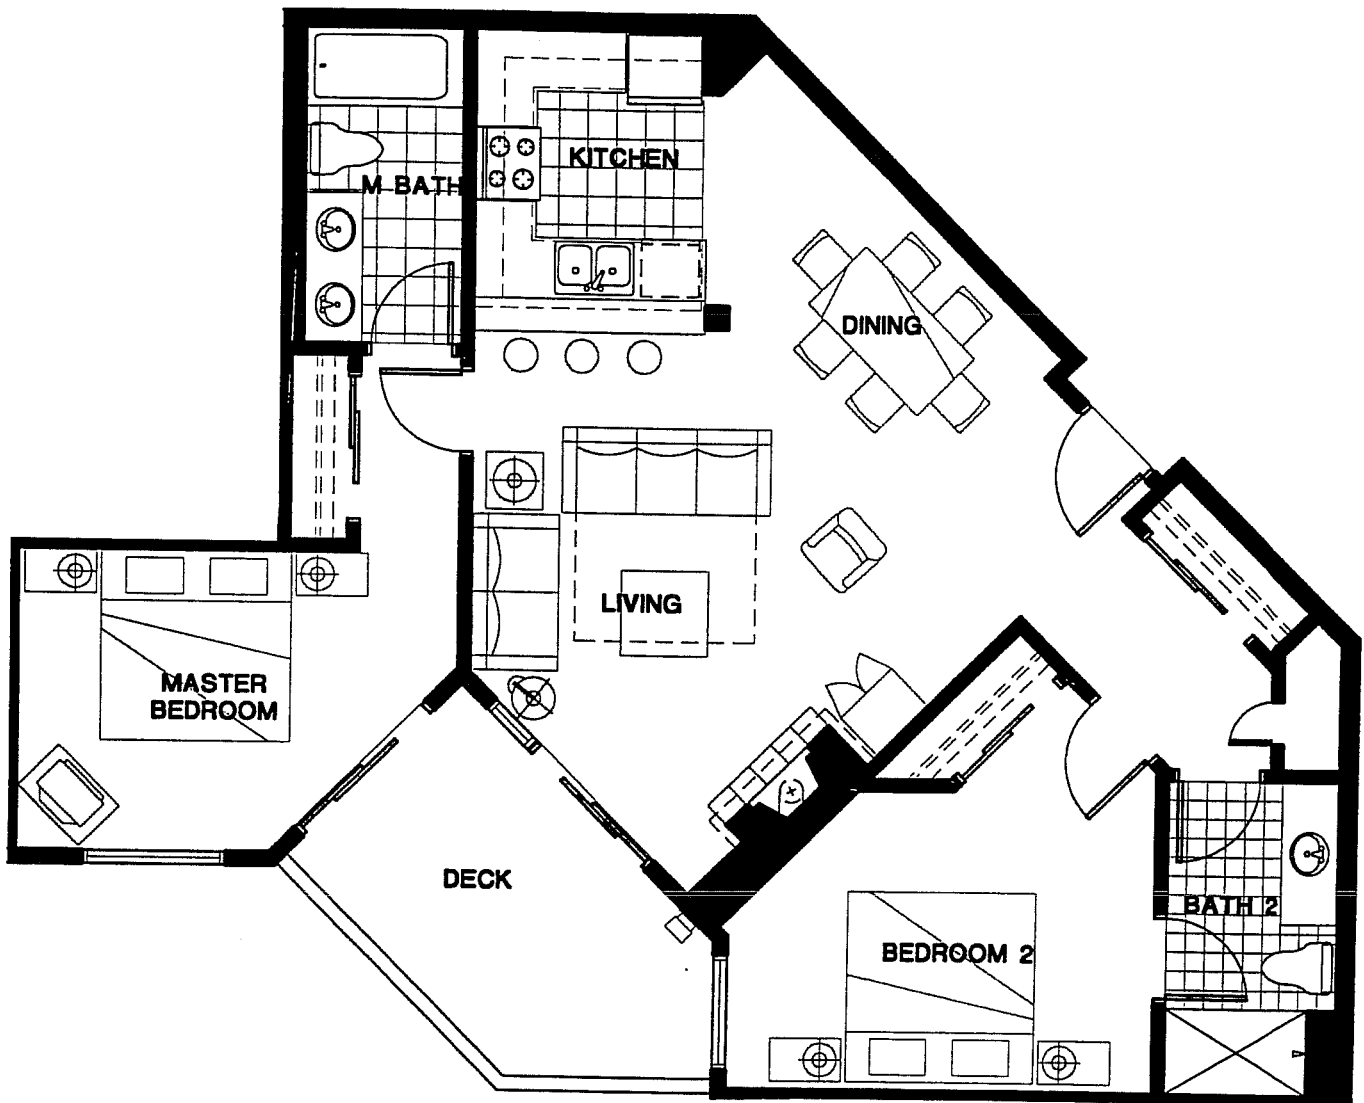 KITCHEN
M BATH
DINING
LIVING
MASTER
BEDROOM
DECK
BATH 2
BEDROOM 2